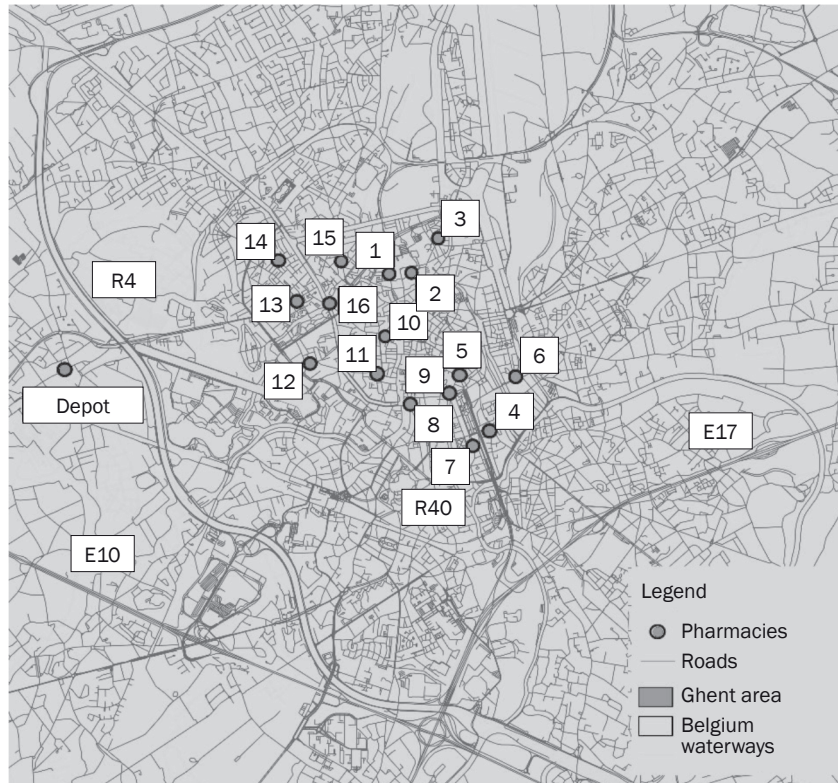 3
14
15
1
R4
2
13
16
10
5
6
11
9
12
Depot
8
4
E17
7
R40
E10
Legend
Pharmacies
Roads
Ghent area
Belgium
waterways